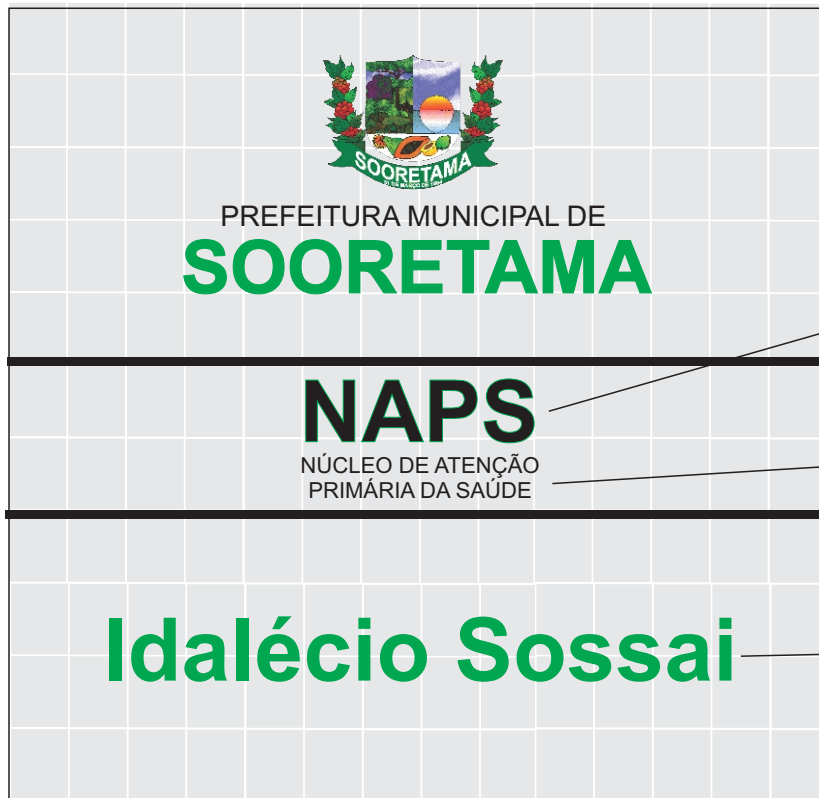 SOORETAMA
PREFEITURA MUNICIPAL DE
SOORETAMA
NAPS
NÚCLEO DE ATENÇÃO
PRIMÁRIA DA SAÚDE
Idalécio Sossai